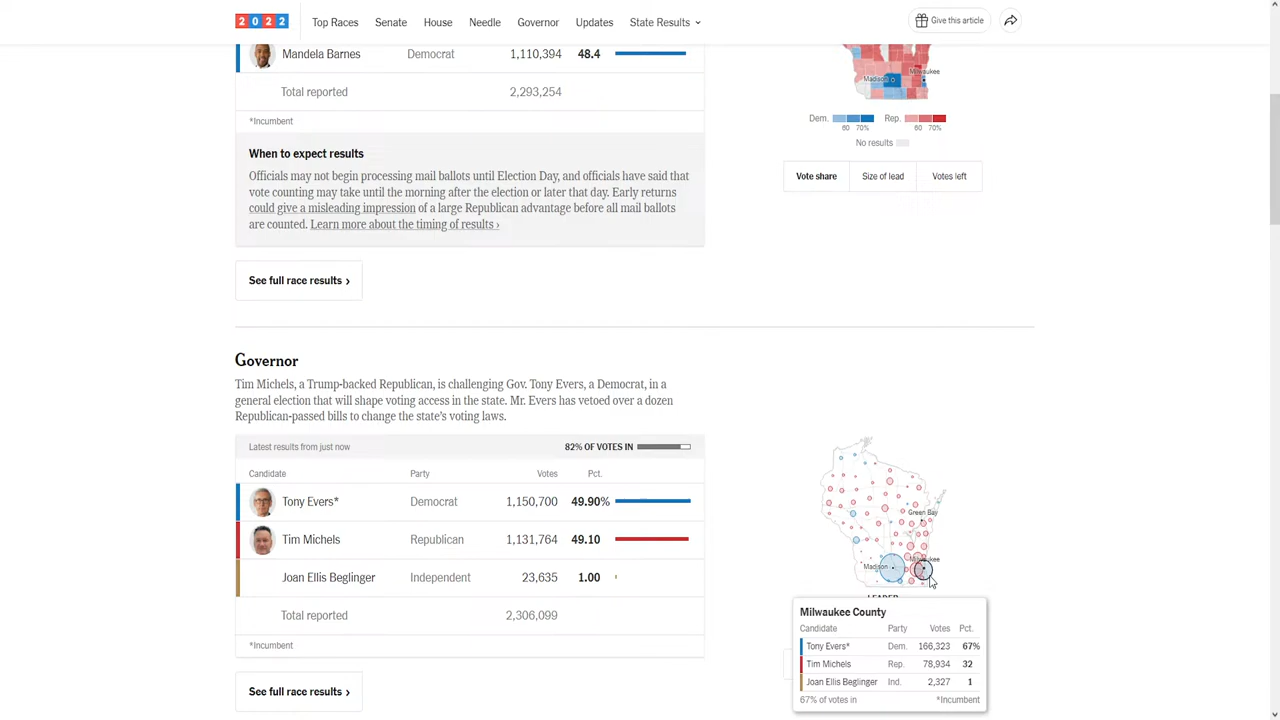 2022
Top Races
Senate
House
Needle
Governor
Updates
State Results
Give this article
Mandela Barnes Democrat 1,110,394 48.4
Total reported 2,293,254
*Incumbent
When to expect results
Officials may not begin processing mail ballots until Election Day, and officials have said that
vote counting may take until the morning after the election or later that day. Early returns
could give a misleading impression of a large Republican advantage before all mail ballots
are counted. Learn more about the timing of results ›
See full race results ›
Madison
Milwaukee
Dem. Rep.
60 70% 60 70%
No results
Vote share
Size of lead
Votes left
Governor
Tim Michels, a Trump-backed Republican, is challenging Gov. Tony Evers, a Democrat, in a
general election that will shape voting access in the state. Mr. Evers has vetoed over a dozen
Republican-passed bills to change the state's voting laws.
Latest results from just now 82% OF VOTES IN
Candidate Party Votes Pct.
Tony Evers* Democrat 1,150,700 49.90%
Tim Michels Republican 1,131,764 49.10
Joan Ellis Beglinger Independent 23,635 1.00
Total reported 2,306,099
*Incumbent
See full race results ›
Green Bay
Madison
Milwaukee
LEADER
Milwaukee County
Candidate Party Votes Pct.
Tony Evers* Dem. 166,323 67%
Tim Michels Rep. 78,934 32
Joan Ellis Beglinger Ind. 2,327 1
67% of votes in *Incumbent